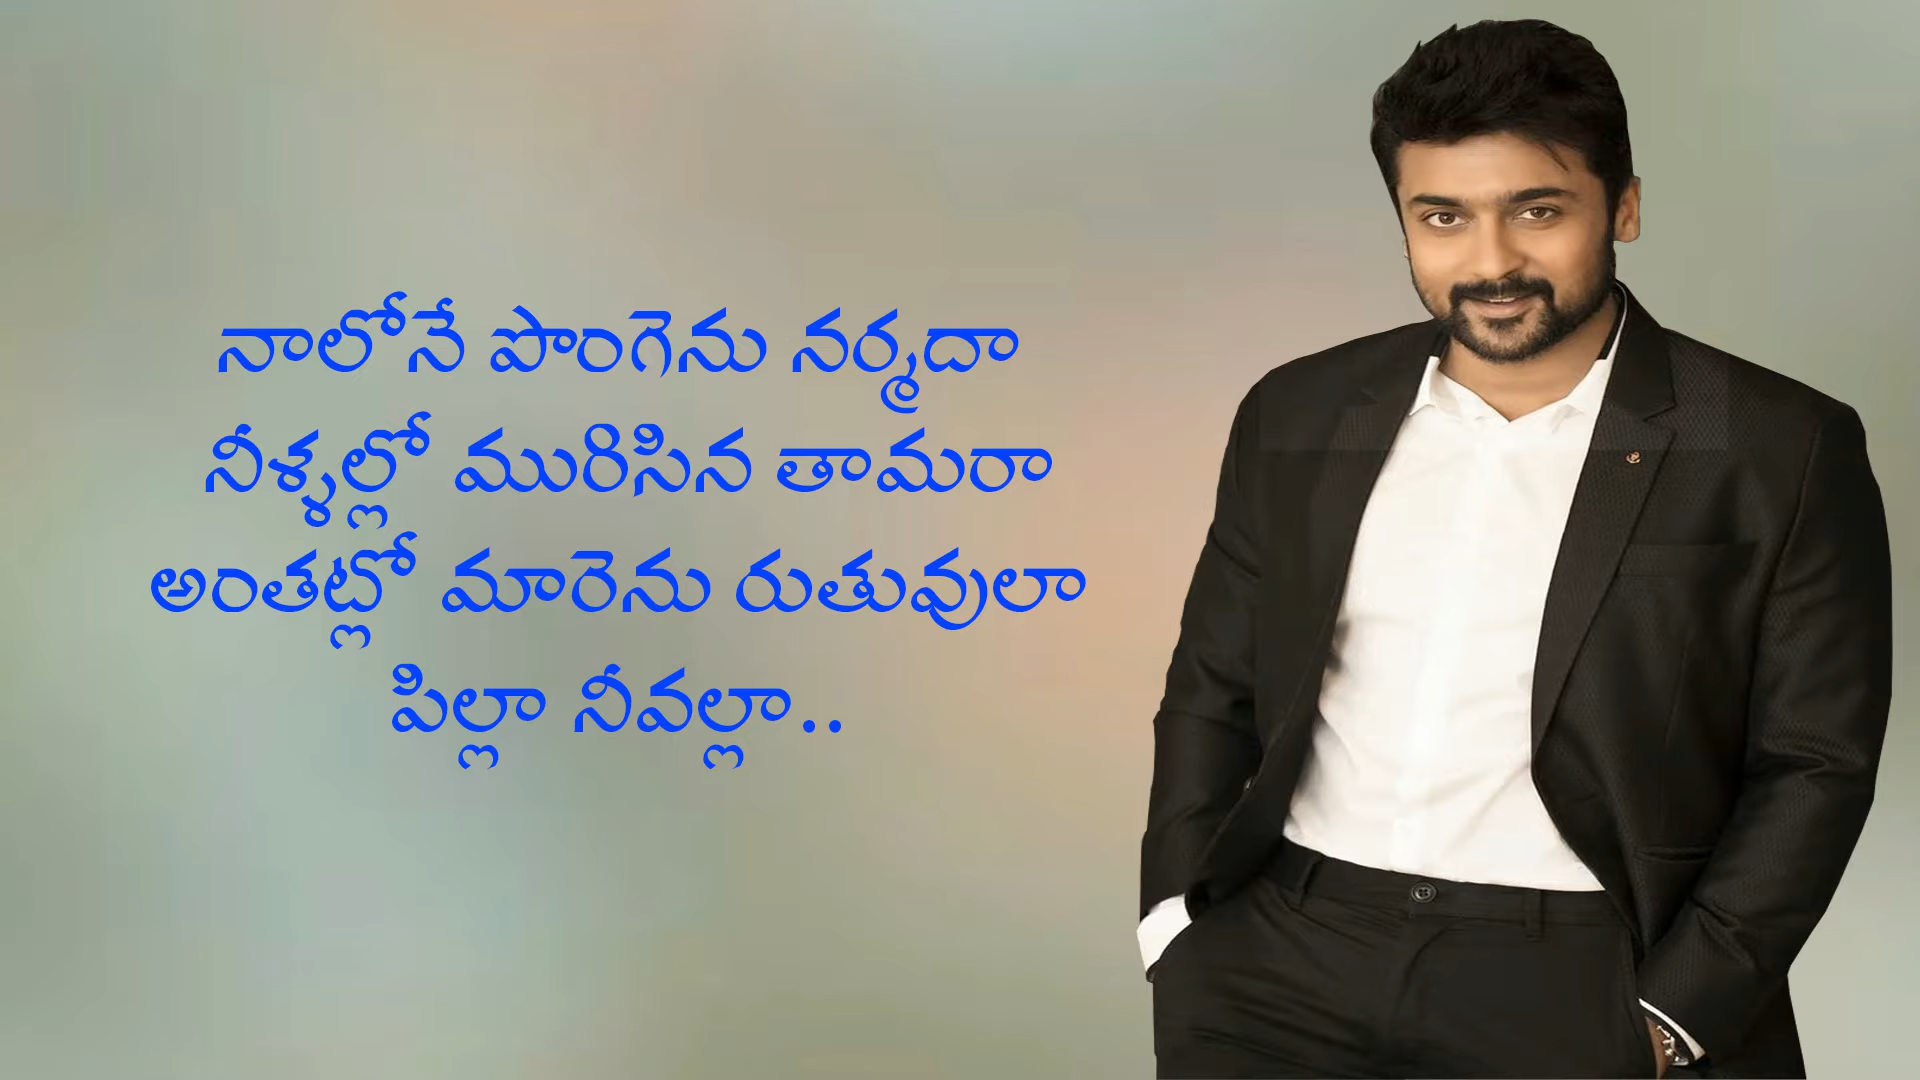 నాలోనే పొంగెను నర్మదా
నీళ్ళల్లో మురిసిన తామరా
అంతట్లో మారెను రుతువులా
పిల్లా నీవల్లా..